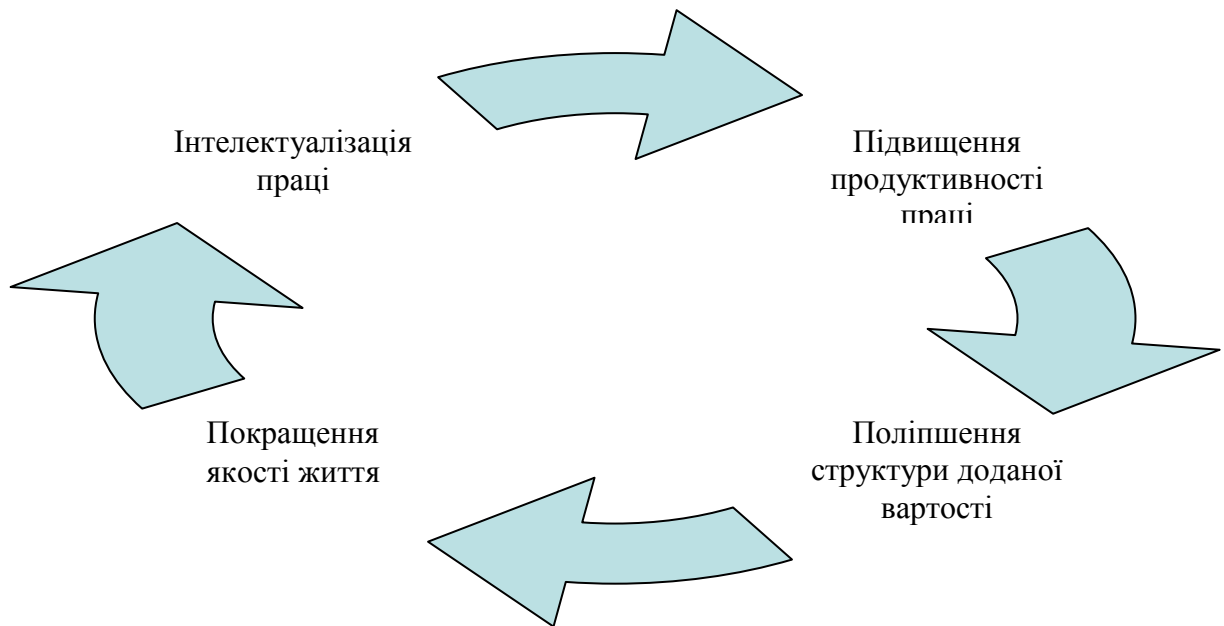 Інтелектуалізація
праці
Підвищення
продуктивності
праці
Поліпшення
структури доданої
вартості
Покращення
якості життя